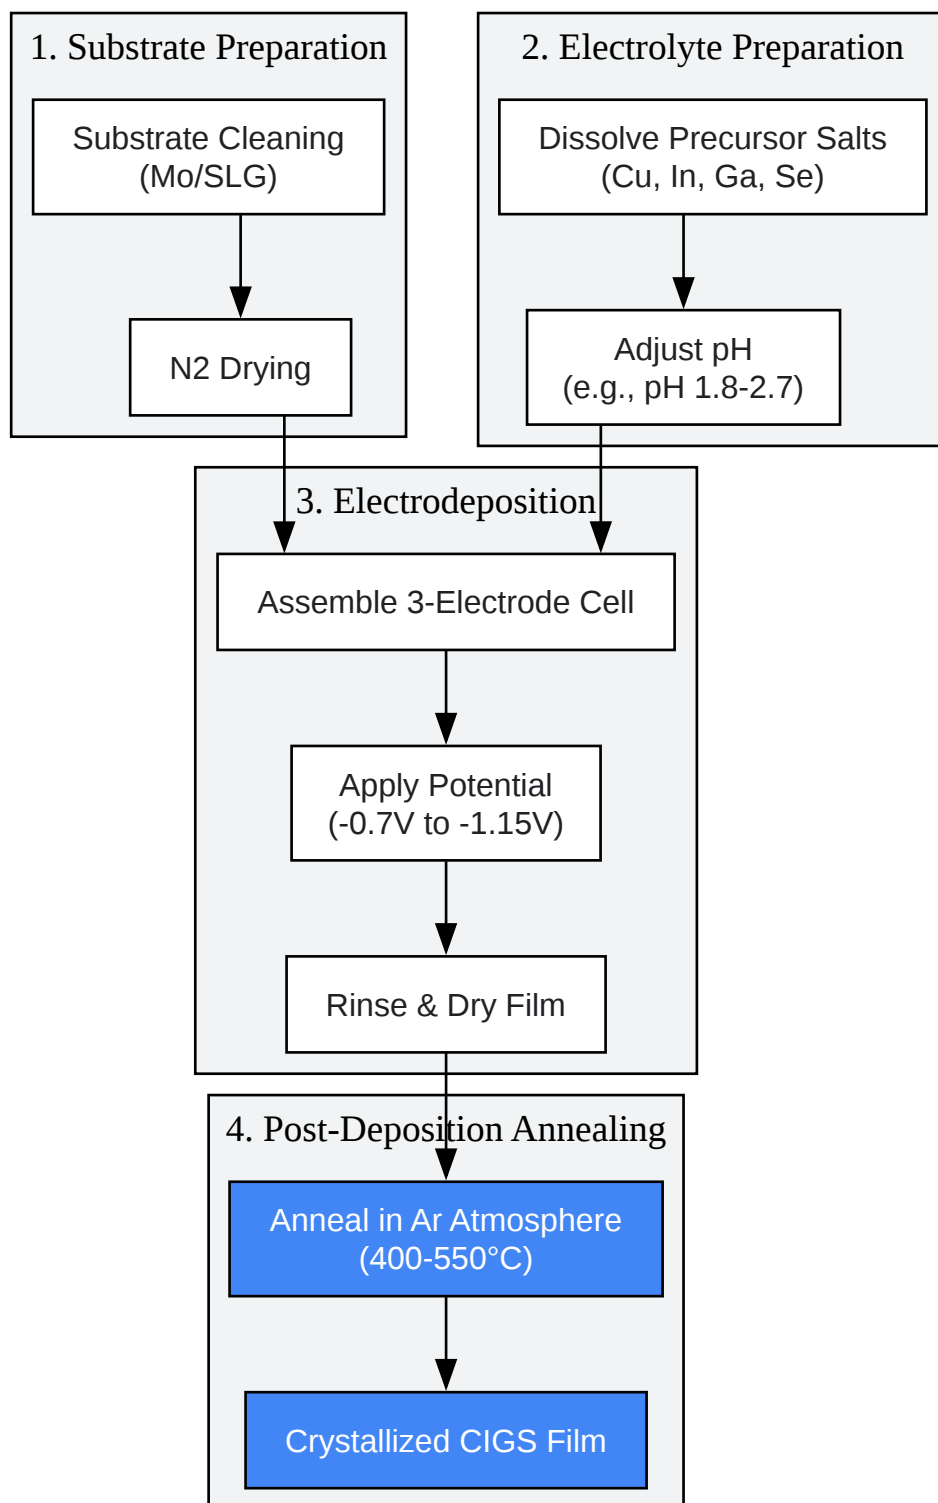 1. Substrate Preparation
Substrate Cleaning
(Mo/SLG)
N2 Drying
2. Electrolyte Preparation
Dissolve Precursor Salts
(Cu, In, Ga, Se)
Adjust pH
(e.g., pH 1.8-2.7)
3. Electrodeposition
Assemble 3-Electrode Cell
Apply Potential
(-0.7V to -1.15V)
Rinse & Dry Film
4. Post-Deposition Annealing
Anneal in Ar Atmosphere
(400-550°C)
Crystallized CIGS Film